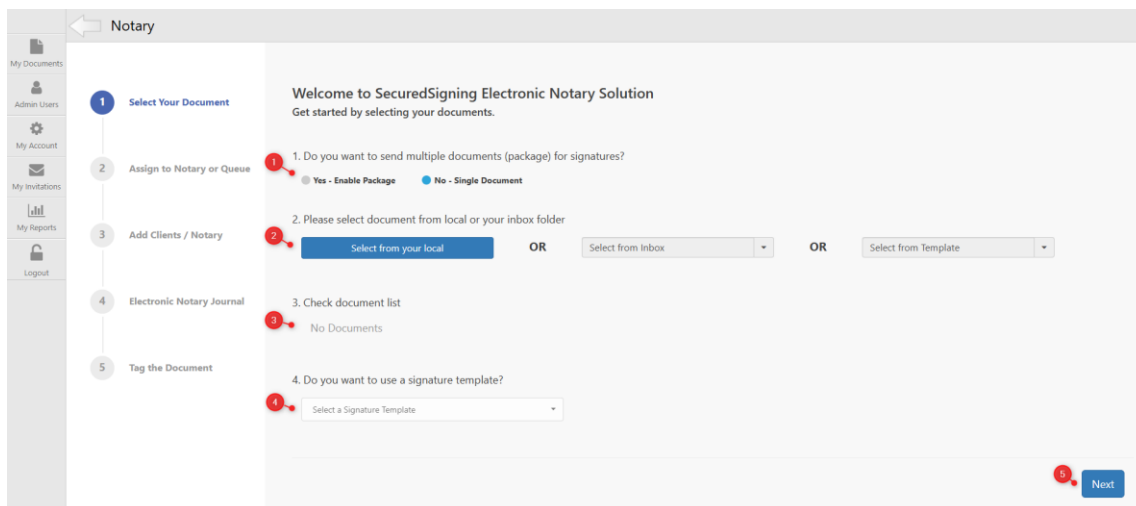 Notary
My Documents
Admin Users
My Account
My Invitations
My Reports
Logout
1 Select Your Document
2 Assign to Notary or Queue
3 Add Clients / Notary
4 Electronic Notary Journal
5 Tag the Document
Welcome to SecuredSigning Electronic Notary Solution
Get started by selecting your documents.
1. Do you want to send multiple documents (package) for signatures?
1
Yes - Enable Package No - Single Document
2. Please select document from local or your inbox folder
2
Select from your local OR Select from Inbox OR Select from Template
3. Check document list
3
No Documents
4. Do you want to use a signature template?
4
Select a Signature Template
5
Next